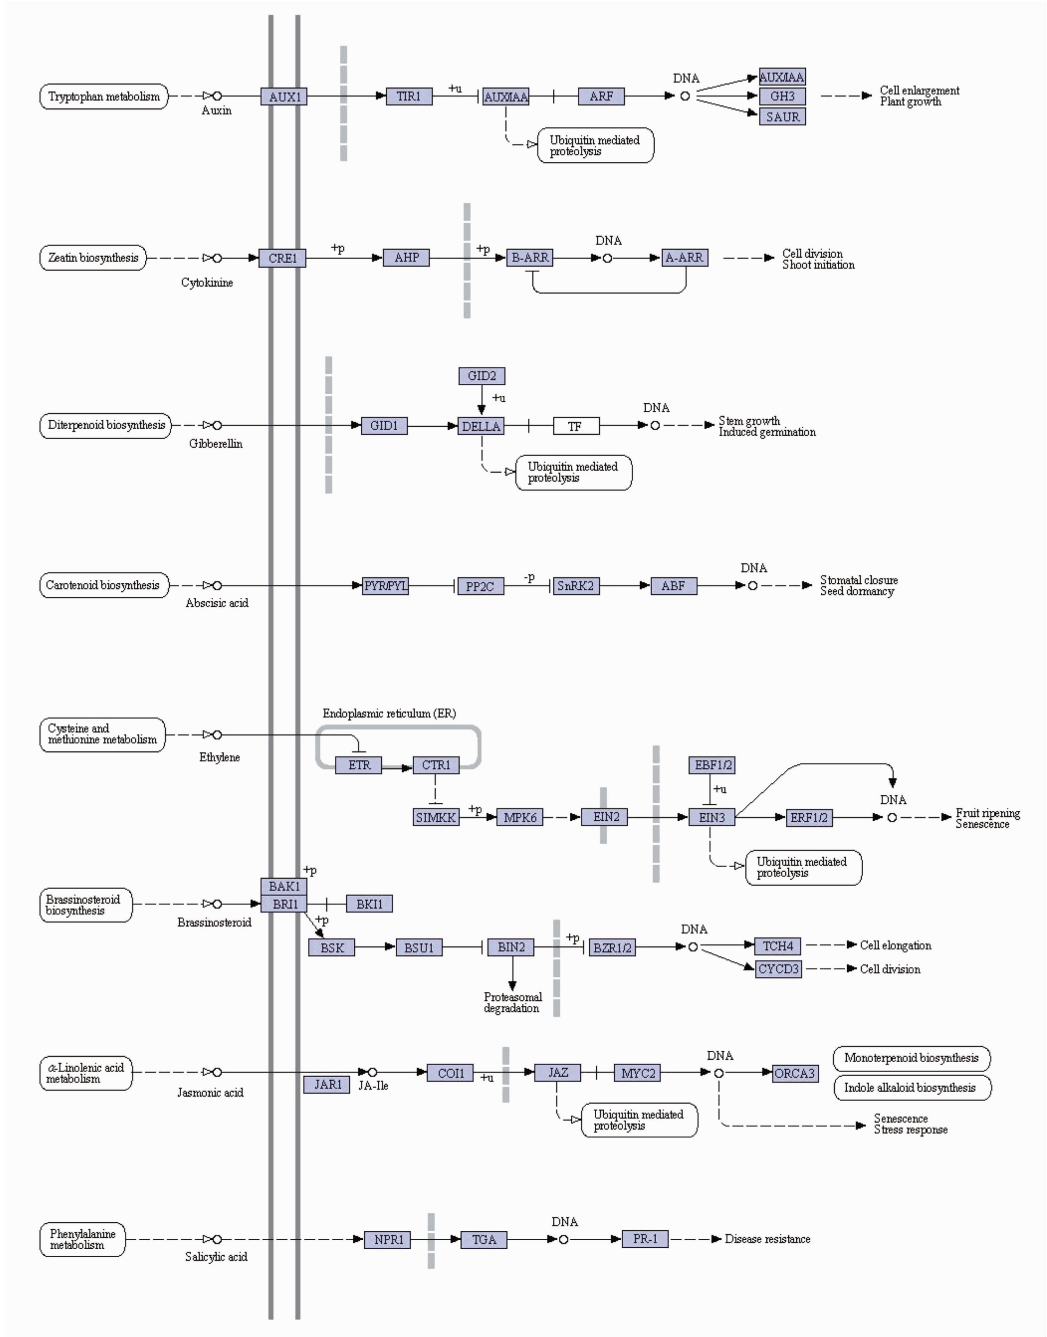 Tryptophan metabolism
Auxin
AUX1
TIR1
+u
AUX/IAA
ARF
DNA
AUX/IAA
GH3
SAUR
Cell enlargement
Plant growth
Ubiquitin mediated
proteolysis
Zeatin biosynthesis
Cytokinine
CRE1
+p
AHP
+p
B-ARR
DNA
A-ARR
Cell division
Shoot initiation
GID2
+u
Diterpenoid biosynthesis
Gibberellin
GID1
DELLA
TF
DNA
Stem growth
Induced germination
Ubiquitin mediated
proteolysis
Carotenoid biosynthesis
Abscisic acid
PYR/PYL
PP2C
-p
SnRK2
ABF
DNA
Stomatal closure
Seed dormancy
Cysteine and
methionine metabolism
Ethylene
Endoplasmic reticulum (ER)
ETR
CTR1
SIMKK
+p
MPK6
EIN2
EBF1/2
+u
EIN3
ERF1/2
DNA
Fruit ripening
Senescence
Ubiquitin mediated
proteolysis
Brassinosteroid
biosynthesis
Brassinosteroid
BAK1
+p
BRI1
BKI1
+p
BSK
BSU1
BIN2
+p
BZR1/2
DNA
TCH4
Cell elongation
CYCD3
Cell division
Proteasomal
degradation
α-Linolenic acid
metabolism
Jasmonic acid
JAR1
JA-Ile
COI1
+u
JAZ
MYC2
DNA
ORCA3
Monoterpenoid biosynthesis
Indole alkaloid biosynthesis
Ubiquitin mediated
proteolysis
Senescence
Stress response
Phenylalanine
metabolism
Salicylic acid
NPR1
TGA
DNA
PR-1
Disease resistance